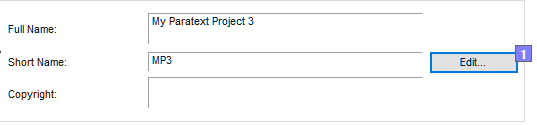 Full Name: My Paratext Project 3
1
Short Name: MP3 Edit...
Copyright: